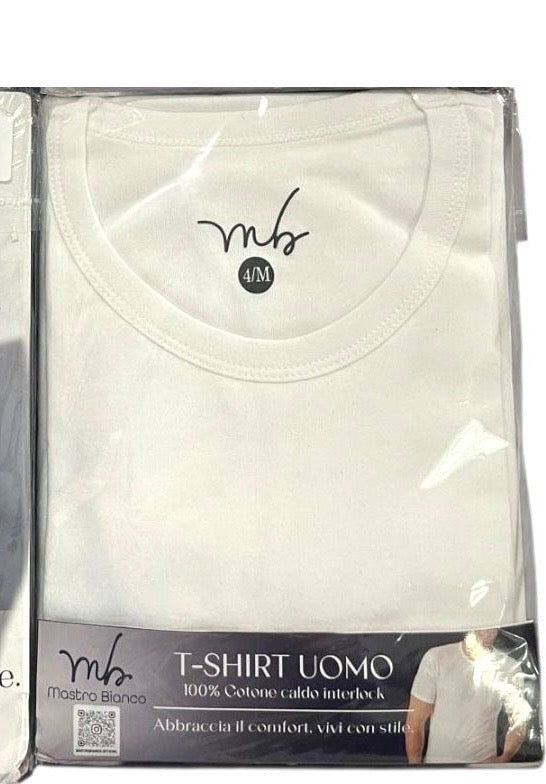 mb
4/M
e.
mb
Mastro Bianco
T-SHIRT UOMO
100% Cotone caldo interlock
Abbraccia il comfort, vivi con stile.